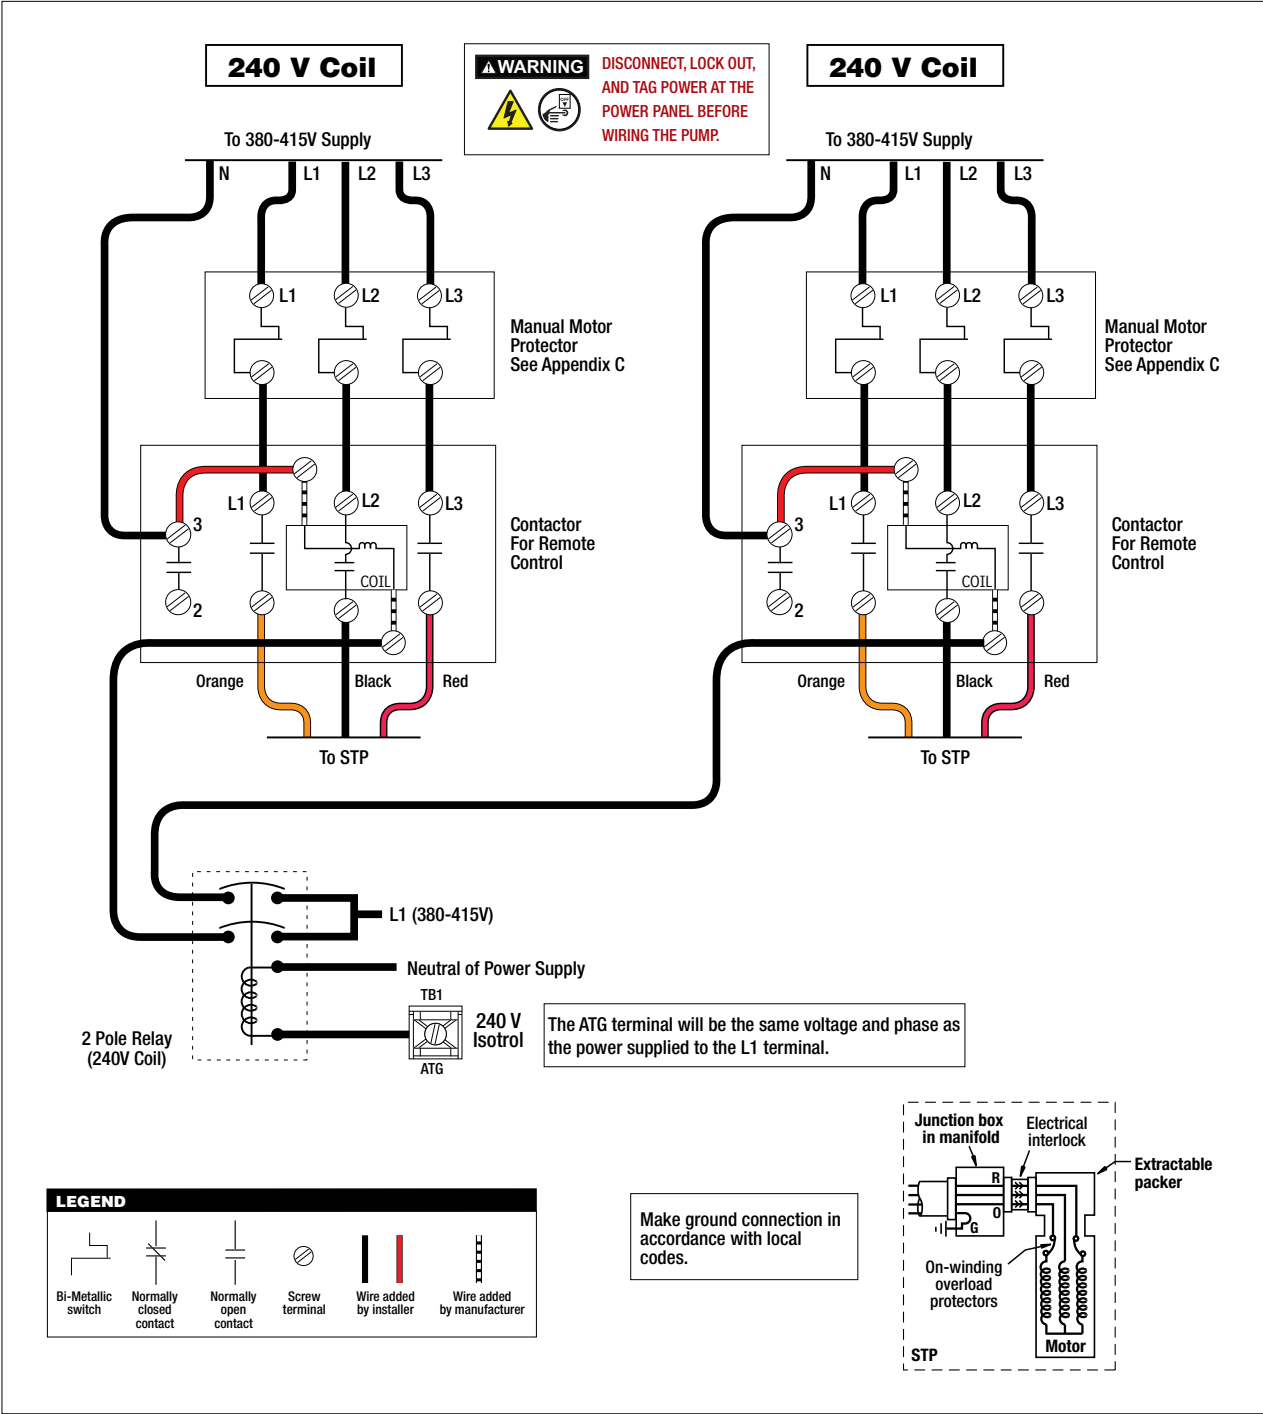 240 V Coil
WARNING
DISCONNECT, LOCK OUT,
AND TAG POWER AT THE
POWER PANEL BEFORE
WIRING THE PUMP.
OFF
240 V Coil
To 380-415V Supply
N
L1
L2
L3
L1
L2
L3
Manual Motor
Protector
See Appendix C
3
2
L1
L2
L3
COIL
Contactor
For Remote
Control
Orange
Black
Red
To STP
To 380-415V Supply
N
L1
L2
L3
L1
L2
L3
Manual Motor
Protector
See Appendix C
3
2
L1
L2
L3
COIL
Contactor
For Remote
Control
Orange
Black
Red
To STP
L1 (380-415V)
Neutral of Power Supply
2 Pole Relay
(240V Coil)
TB1
ATG
240 V
Isotrol
The ATG terminal will be the same voltage and phase as
the power supplied to the L1 terminal.
Junction box
in manifold
Electrical
interlock
Extractable
packer
R
O
G
On-winding
overload
protectors
Motor
STP
LEGEND
Bi-Metallic
switch
Normally
closed
contact
Normally
open
contact
Screw
terminal
Wire added
by installer
Wire added
by manufacturer
Make ground connection in
accordance with local
codes.